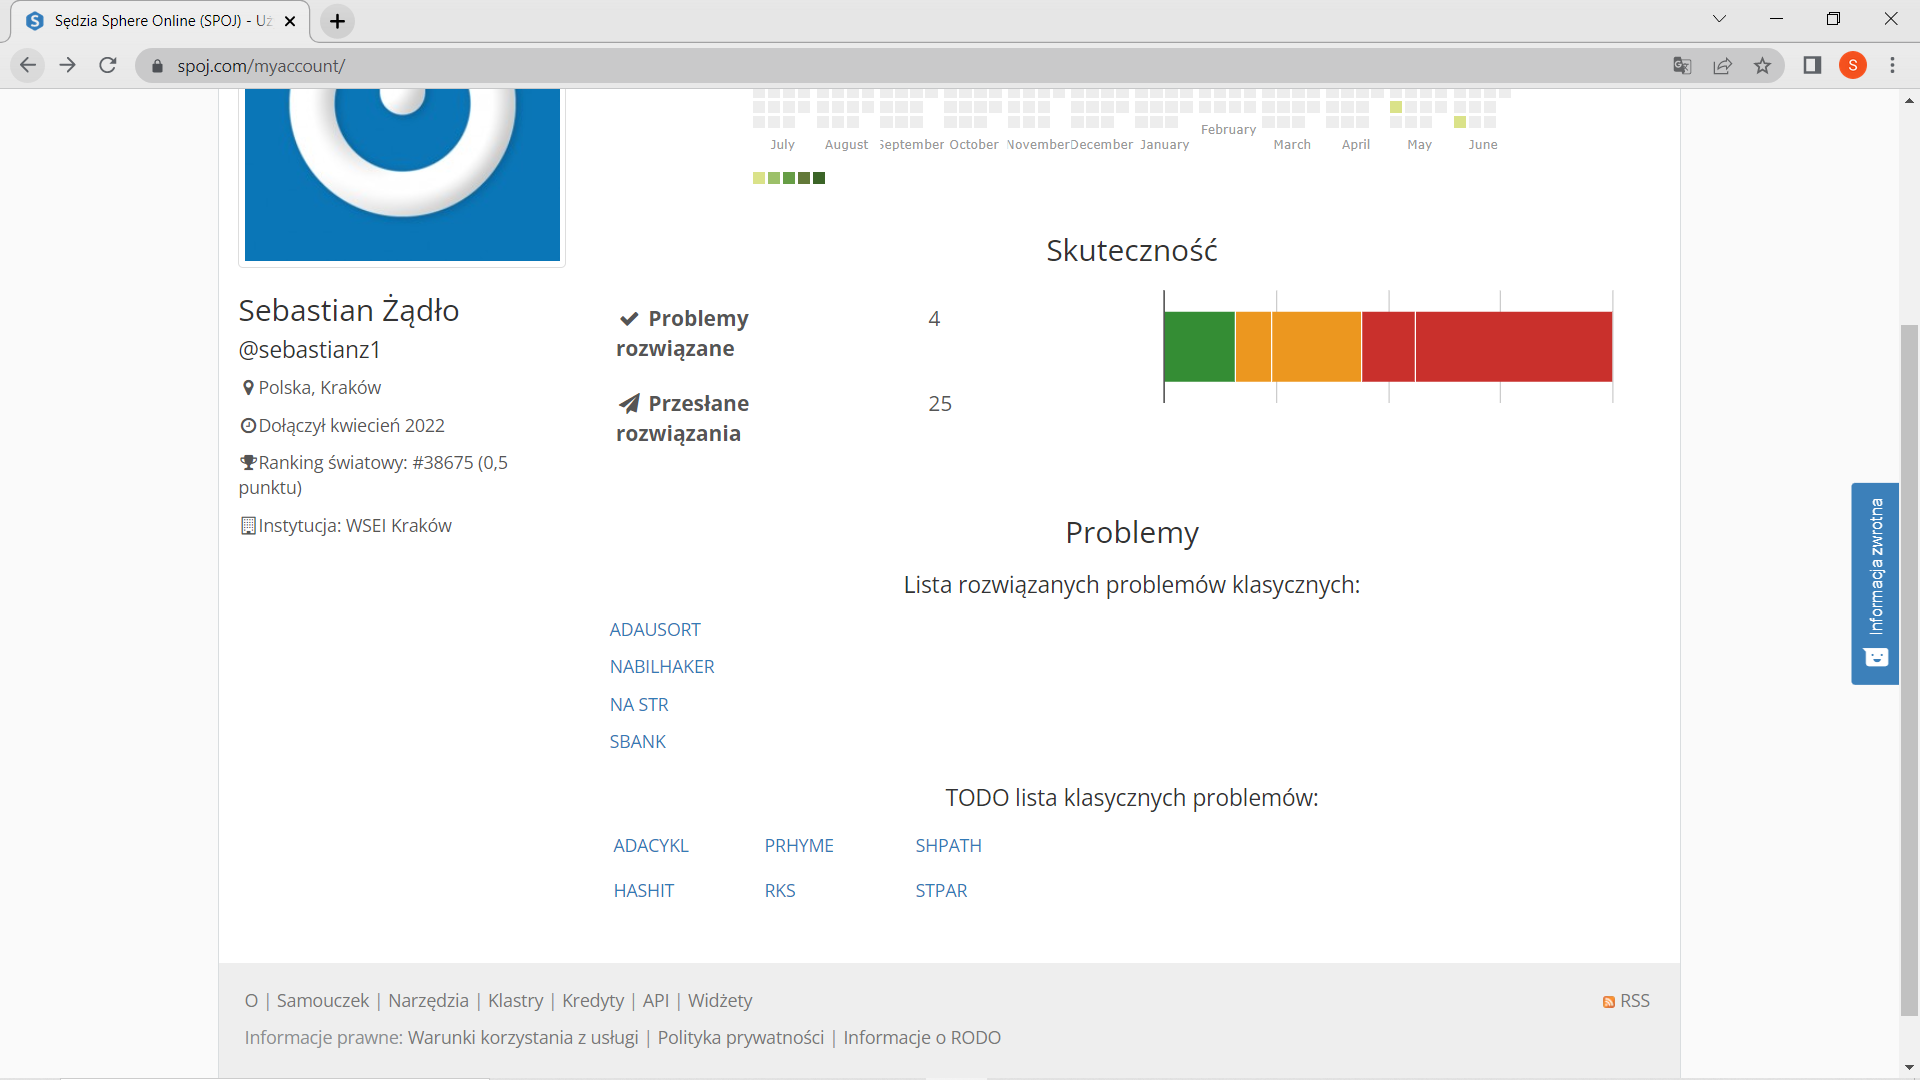 Sędzia Sphere Online (SPOJ) - Uż
spoj.com/myaccount/
S
July August September October November December January February March April May June
Skuteczność
Sebastian Żądło
@sebastianz1
Polska, Kraków
Dołączył kwiecień 2022
Ranking światowy: #38675 (0,5
punktu)
Instytucja: WSEI Kraków
Problemy 4
rozwiązane
Przesłane 25
rozwiązania
Problemy
Lista rozwiązanych problemów klasycznych:
ADAUSORT
NABILHAKER
NA STR
SBANK
TODO lista klasycznych problemów:
ADACYKL PRHYME SHPATH
HASHIT RKS STPAR
Informacja zwrotna
O | Samouczek | Narzędzia | Klastry | Kredyty | API | Widżety
RSS
Informacje prawne: Warunki korzystania z usługi | Polityka prywatności | Informacje o RODO